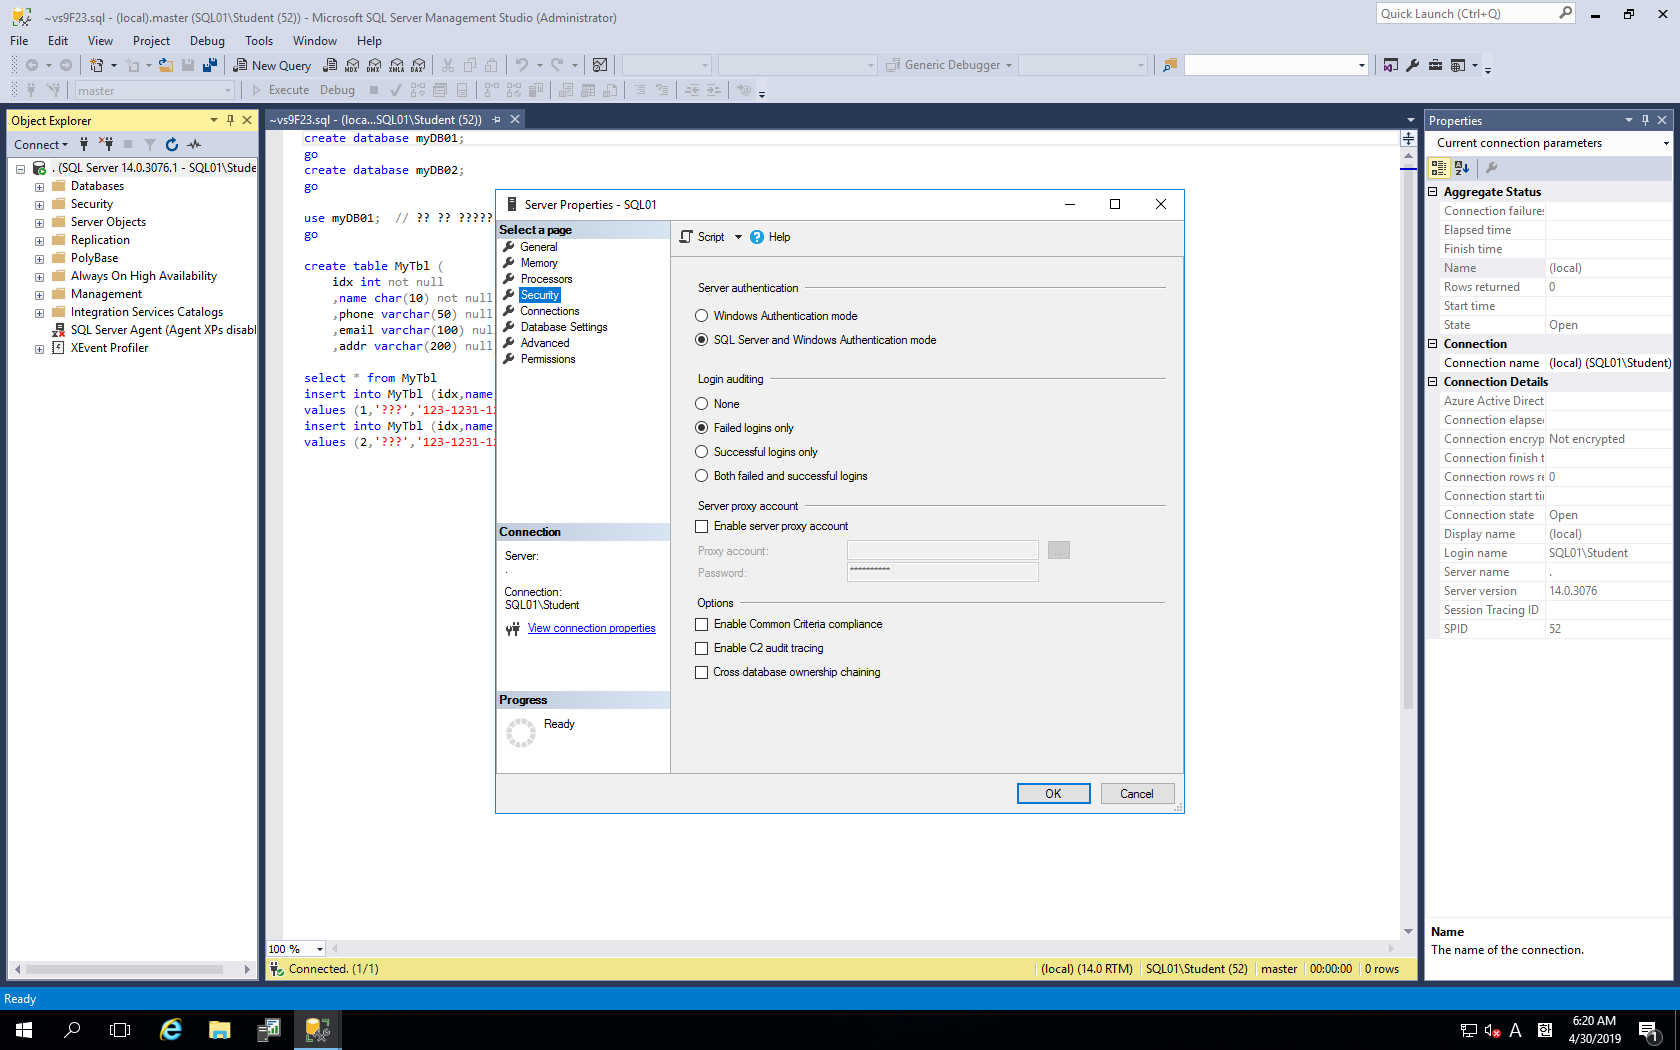 ~vs9F23.sql - (local).master (SQL01\Student (52)) - Microsoft SQL Server Management Studio (Administrator)
Quick Launch (Ctrl+Q)
File Edit View Project Debug Tools Window Help
New Query
MDX DMX XMLA DAX
Generic Debugger
master
Execute Debug
Object Explorer
Connect
. (SQL Server 14.0.3076.1 - SQL01\Stude
Databases
Security
Server Objects
Replication
PolyBase
Always On High Availability
Management
Integration Services Catalogs
SQL Server Agent (Agent XPs disabl
XEvent Profiler
~vs9F23.sql - (loca...SQL01\Student (52))
create database myDB01;
go
create database myDB02;
go
use myDB01;  // ?? ?? ?????
go
create table MyTbl (
idx int not null
,name char(10) not null
,phone varchar(50) null
,email varchar(100) nul
,addr varchar(200) null
select * from MyTbl
insert into MyTbl (idx,name
values (1,'???','123-1231-12
insert into MyTbl (idx,name
values (2,'???','123-1231-12
100 %
Connected. (1/1)
(local) (14.0 RTM) SQL01\Student (52) master 00:00:00 0 rows
Server Properties - SQL01
Select a page
General
Memory
Processors
Security
Connections
Database Settings
Advanced
Permissions
Connection
Server:
.
Connection:
SQL01\Student
View connection properties
Progress
Ready
Script Help
Server authentication
Windows Authentication mode
SQL Server and Windows Authentication mode
Login auditing
None
Failed logins only
Successful logins only
Both failed and successful logins
Server proxy account
Enable server proxy account
Proxy account:
...
Password:
**********
Options
Enable Common Criteria compliance
Enable C2 audit tracing
Cross database ownership chaining
OK Cancel
Properties
Current connection parameters
Aggregate Status
Connection failures
Elapsed time
Finish time
Name (local)
Rows returned 0
Start time
State Open
Connection
Connection name (local) (SQL01\Student)
Connection Details
Azure Active Direct
Connection elapse
Connection encryp Not encrypted
Connection finish t
Connection rows re 0
Connection start ti
Connection state Open
Display name (local)
Login name SQL01\Student
Server name .
Server version 14.0.3076
Session Tracing ID
SPID 52
Name
The name of the connection.
Ready
A
6:20 AM
4/30/2019
1